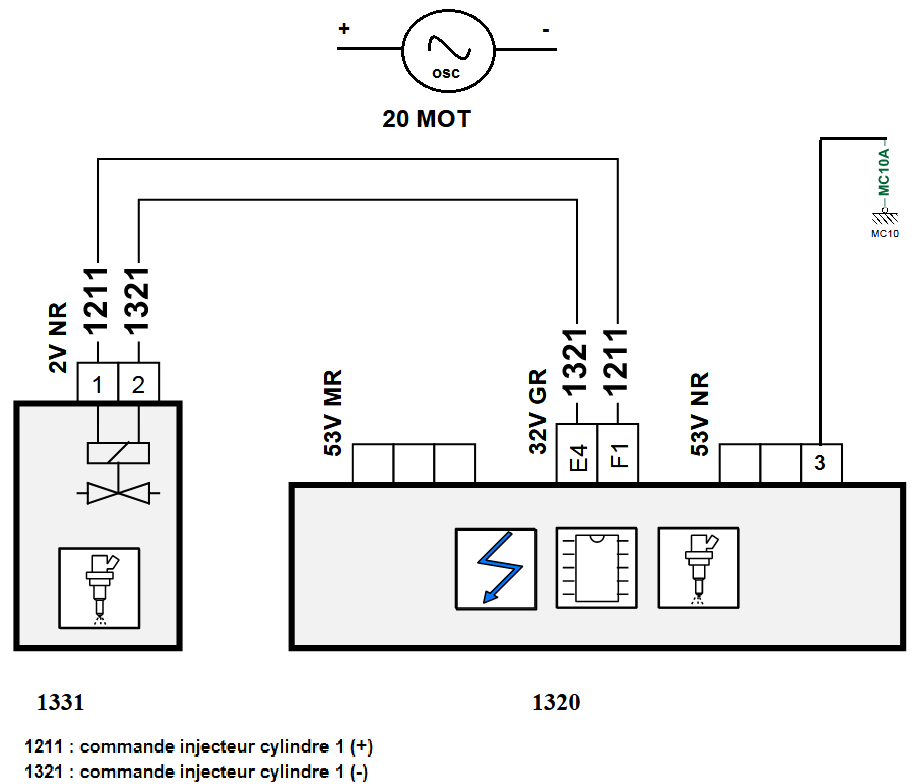 + -
OSC
20 MOT
MC10A
MC10
1211
1321
2V NR
1 2
53V MR
32V GR
1321
1211
E4
F1
53V NR
3
1331
1320
1211 : commande injecteur cylindre 1 (+)
1321 : commande injecteur cylindre 1 (-)